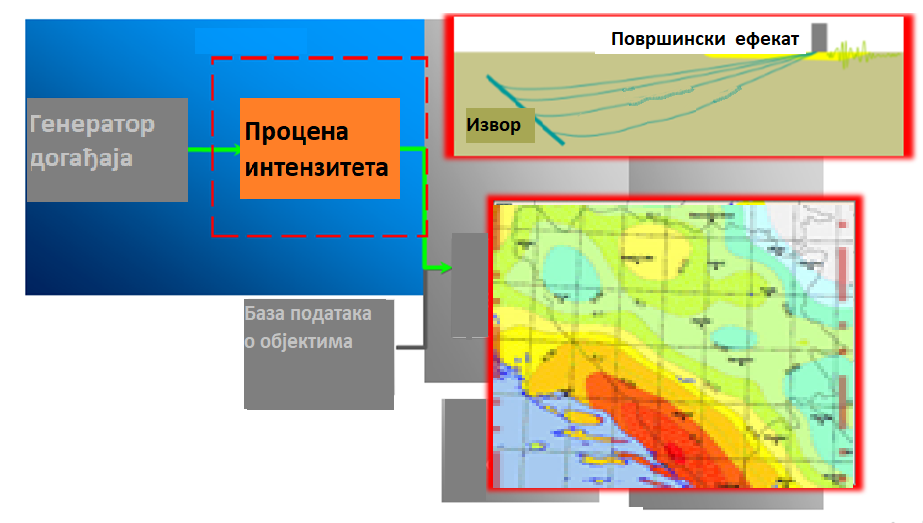 Површински ефекат
Извор
Генератор
догађаја
Процена
интензитета
База података
о објектима